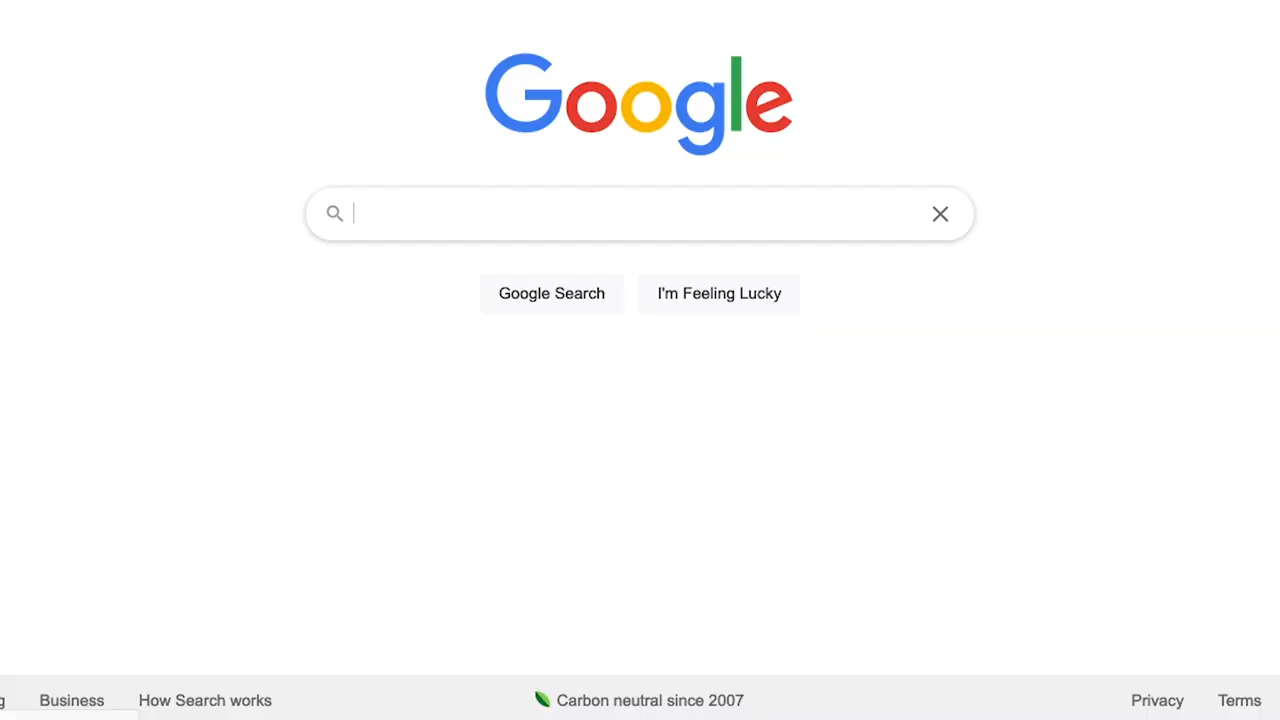 Google
Google Search
I'm Feeling Lucky
g
Business
How Search works
Carbon neutral since 2007
Privacy
Terms